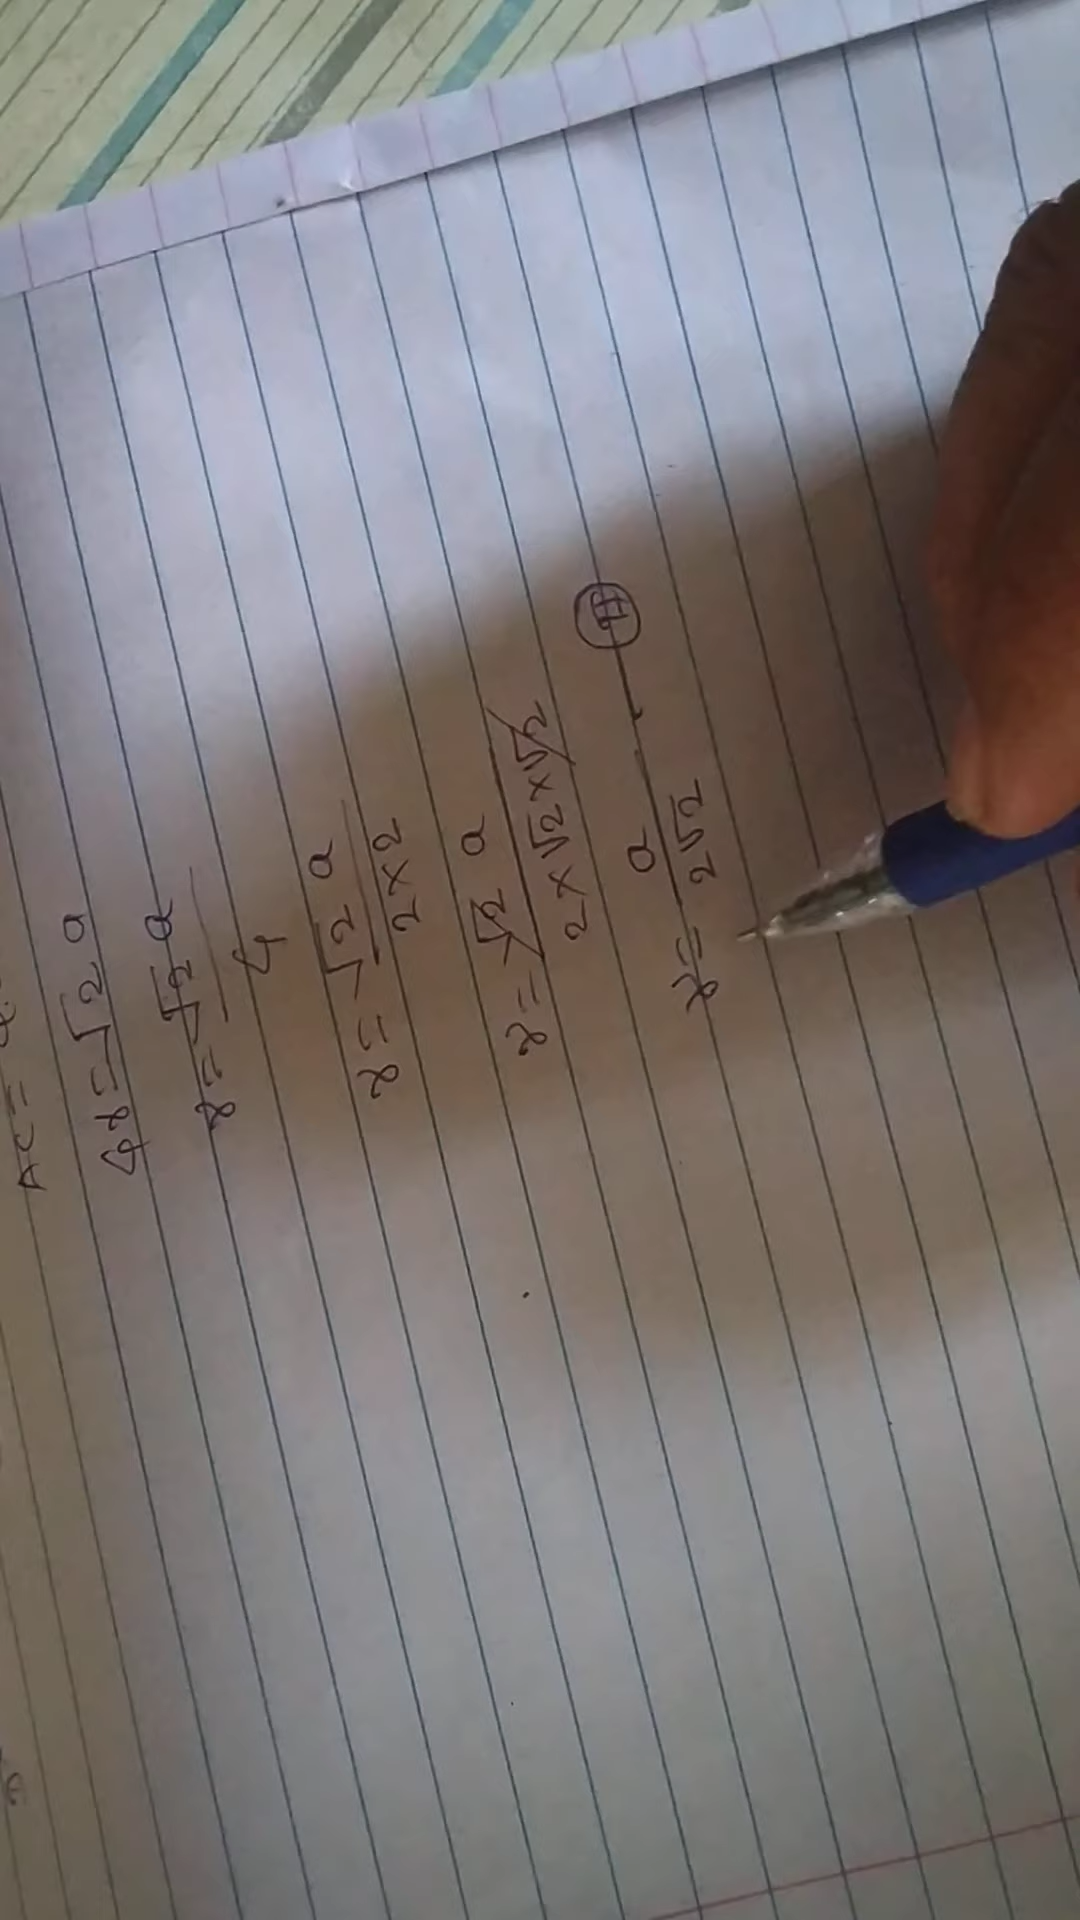 AC =
4r = √2 a
r = √2 a / 4
r = √2 a / 2 × 2
r = √2 a / 2 × √2 × √2
r = a / 2√2 — II